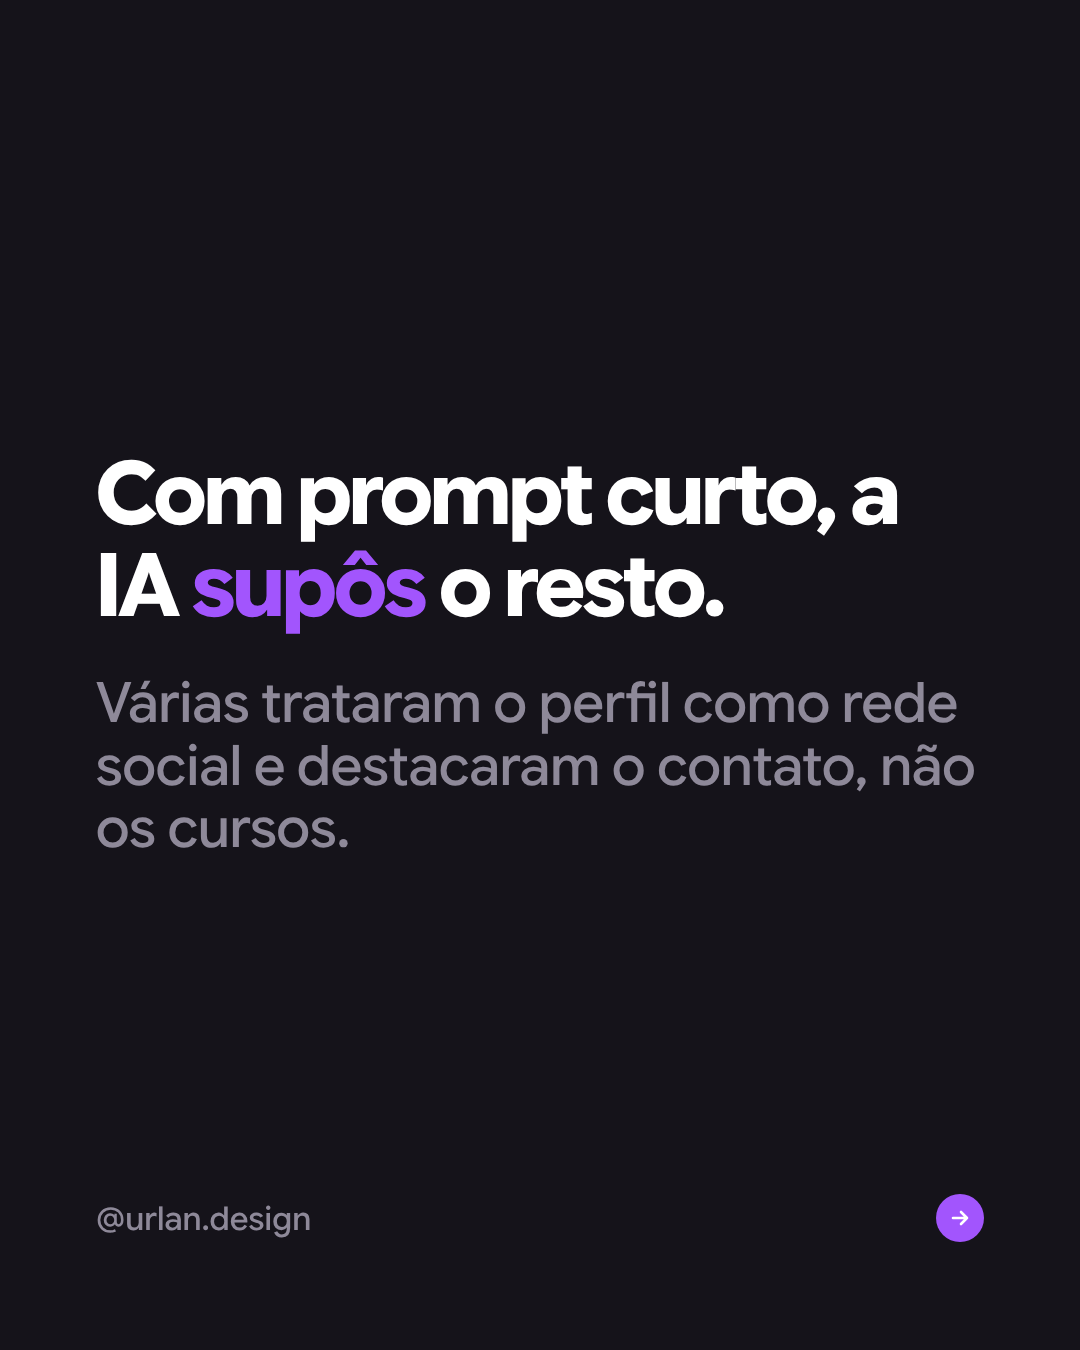 Com prompt curto, a
IA supôs o resto.
Várias trataram o perfil como rede
social e destacaram o contato, não
os cursos.
@urlan.design